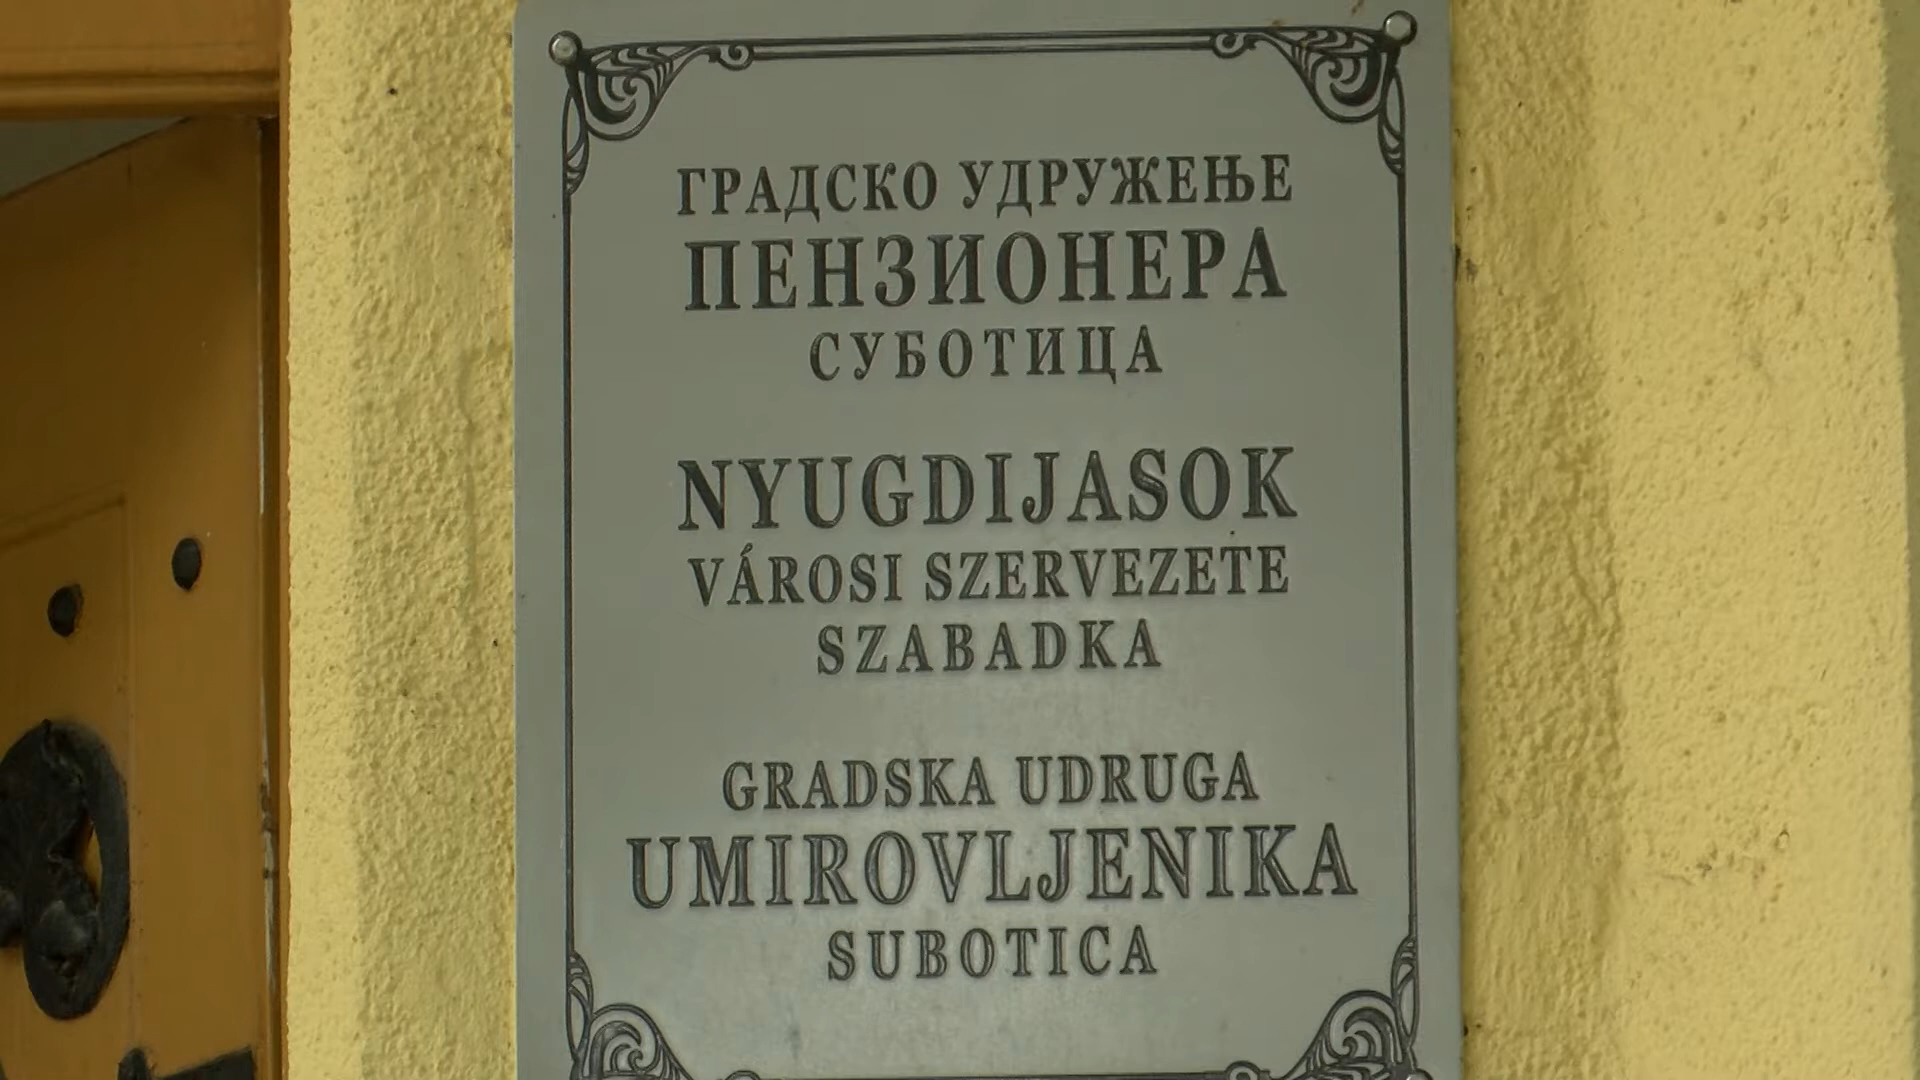 ГРАДСКО УДРУЖЕЊЕ
ПЕНЗИОНЕРА
СУБОТИЦА
NYUGDIJASOK
VÁROSI SZERVEZETE
SZABADKA
GRADSKA UDRUGA
UMIROVLJENIKA
SUBOTICA